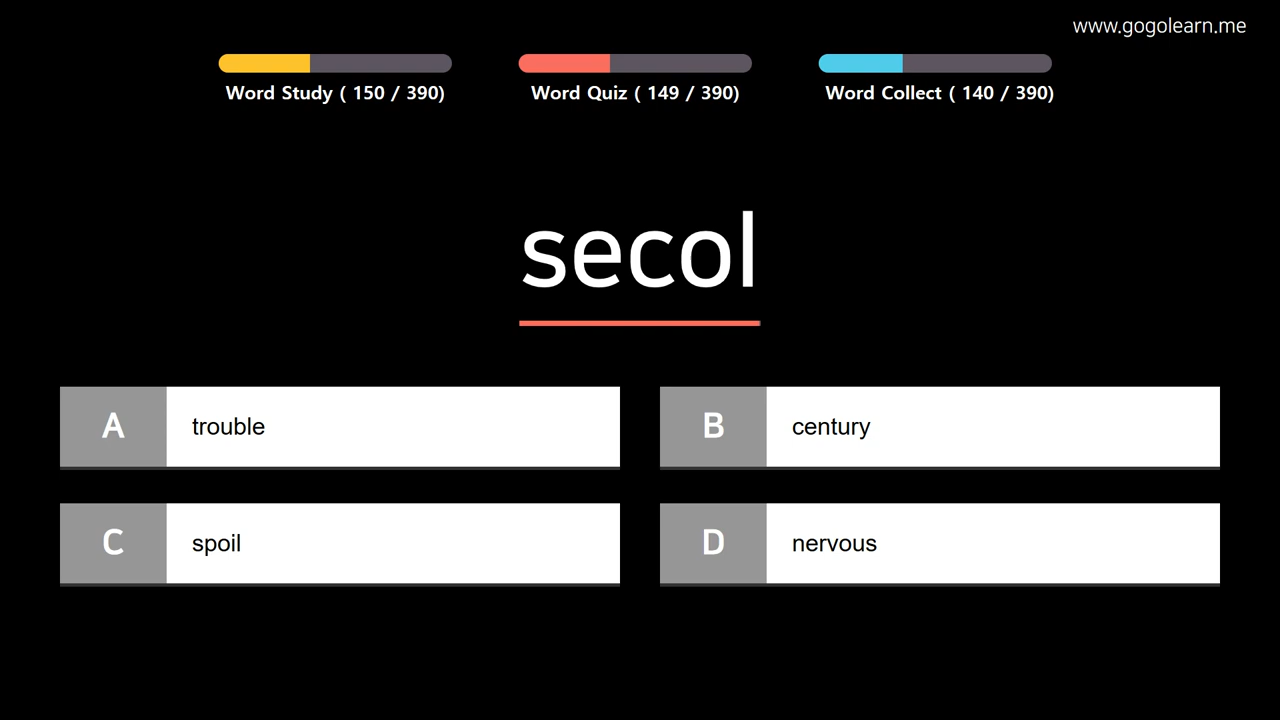 www.gogolearn.me
Word Study ( 150 / 390) Word Quiz ( 149 / 390) Word Collect ( 140 / 390)
secol
A trouble
B century
C spoil
D nervous